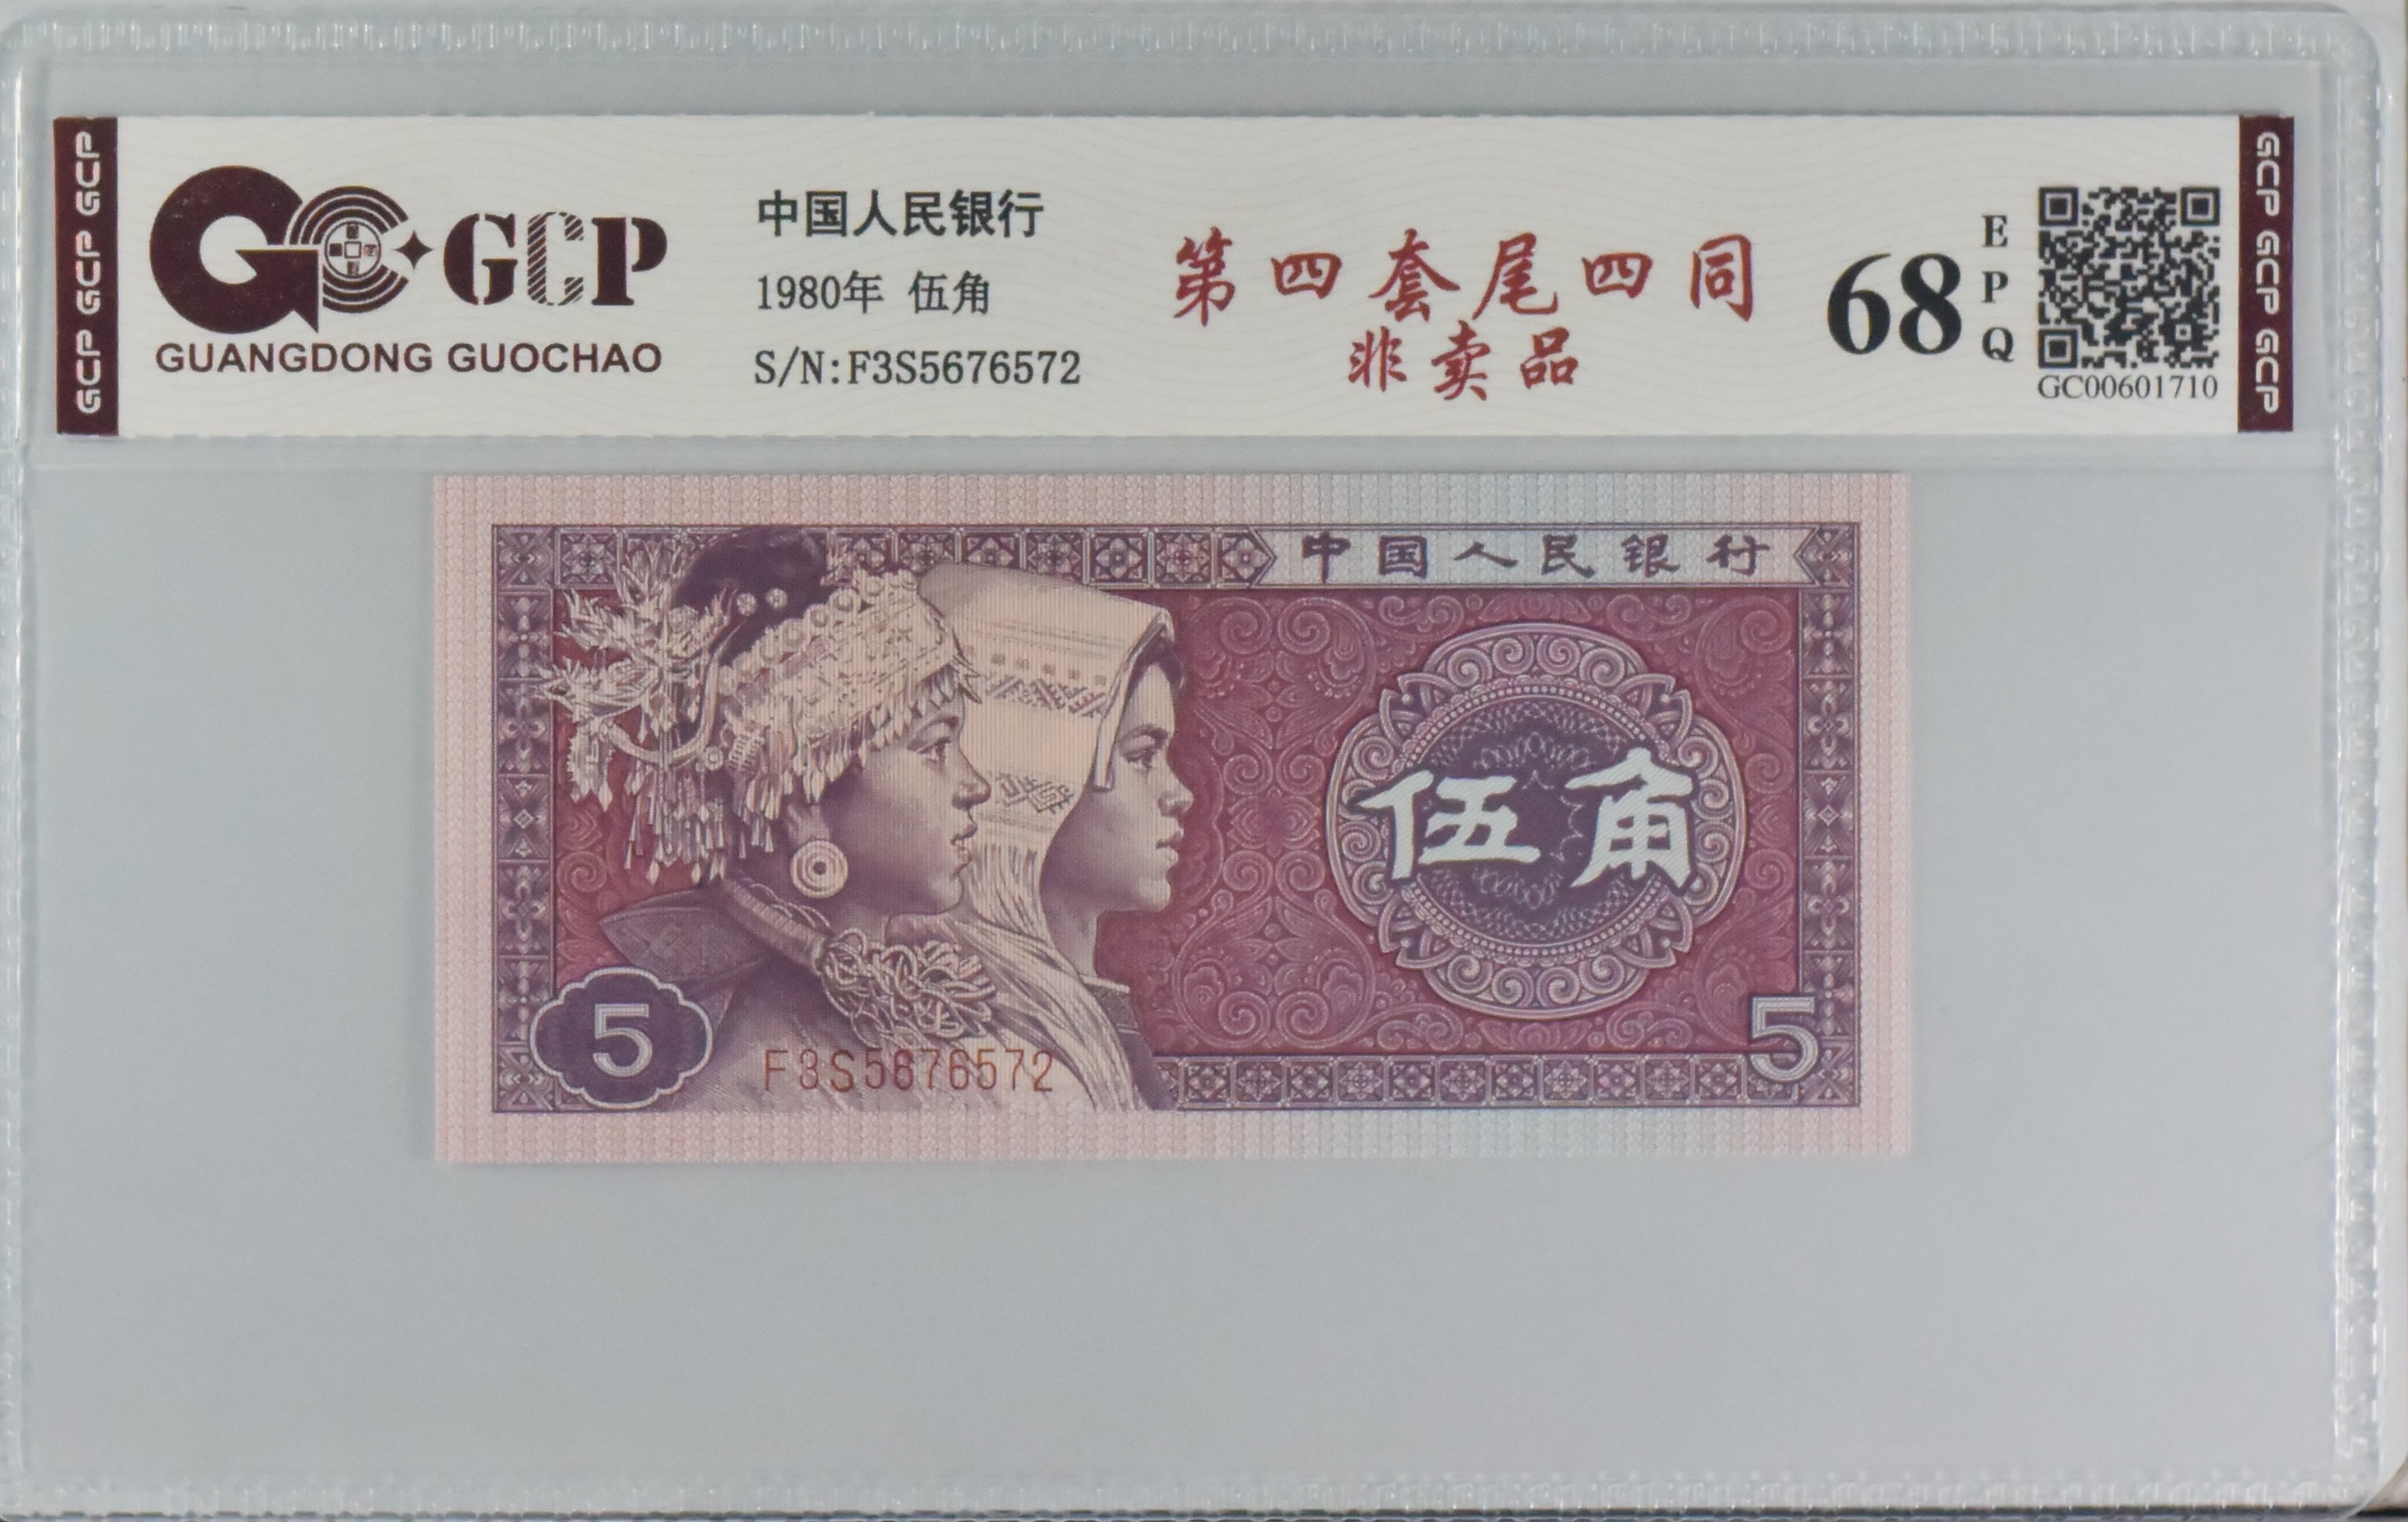 GCP GCP GCP
GCP
GUANGDONG GUOCHAO
中国人民银行
1980年 伍角
S/N:F3S5676572
第四套尾四同
非卖品
68
EPQ
GC00601710
GCP GCP GCP
中国人民银行
伍角
5
F3S5676572
5